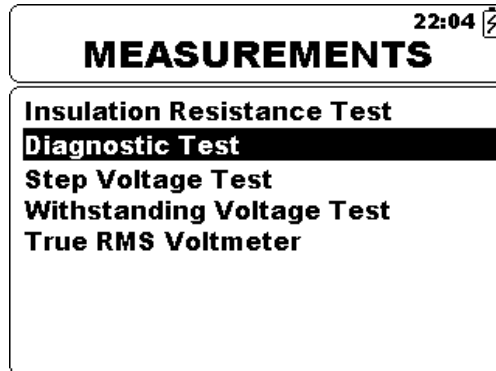 22:04
MEASUREMENTS
Insulation Resistance Test
Diagnostic Test
Step Voltage Test
Withstanding Voltage Test
True RMS Voltmeter